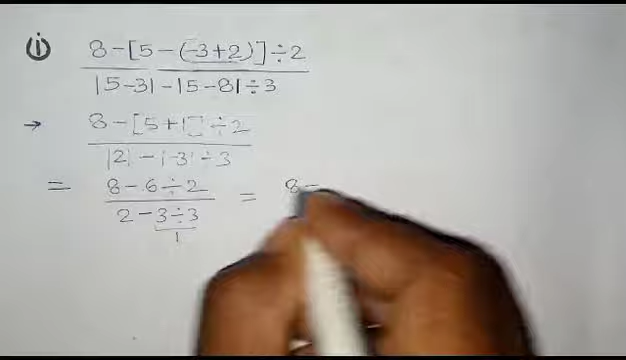 (i) 8-[5-(-3+2)]÷2
|5-3|-|5-8|÷3
→ 8-[5+1]÷2
|2|-|-3|÷3
= 8-6÷2 = 8-
2-3÷3
1